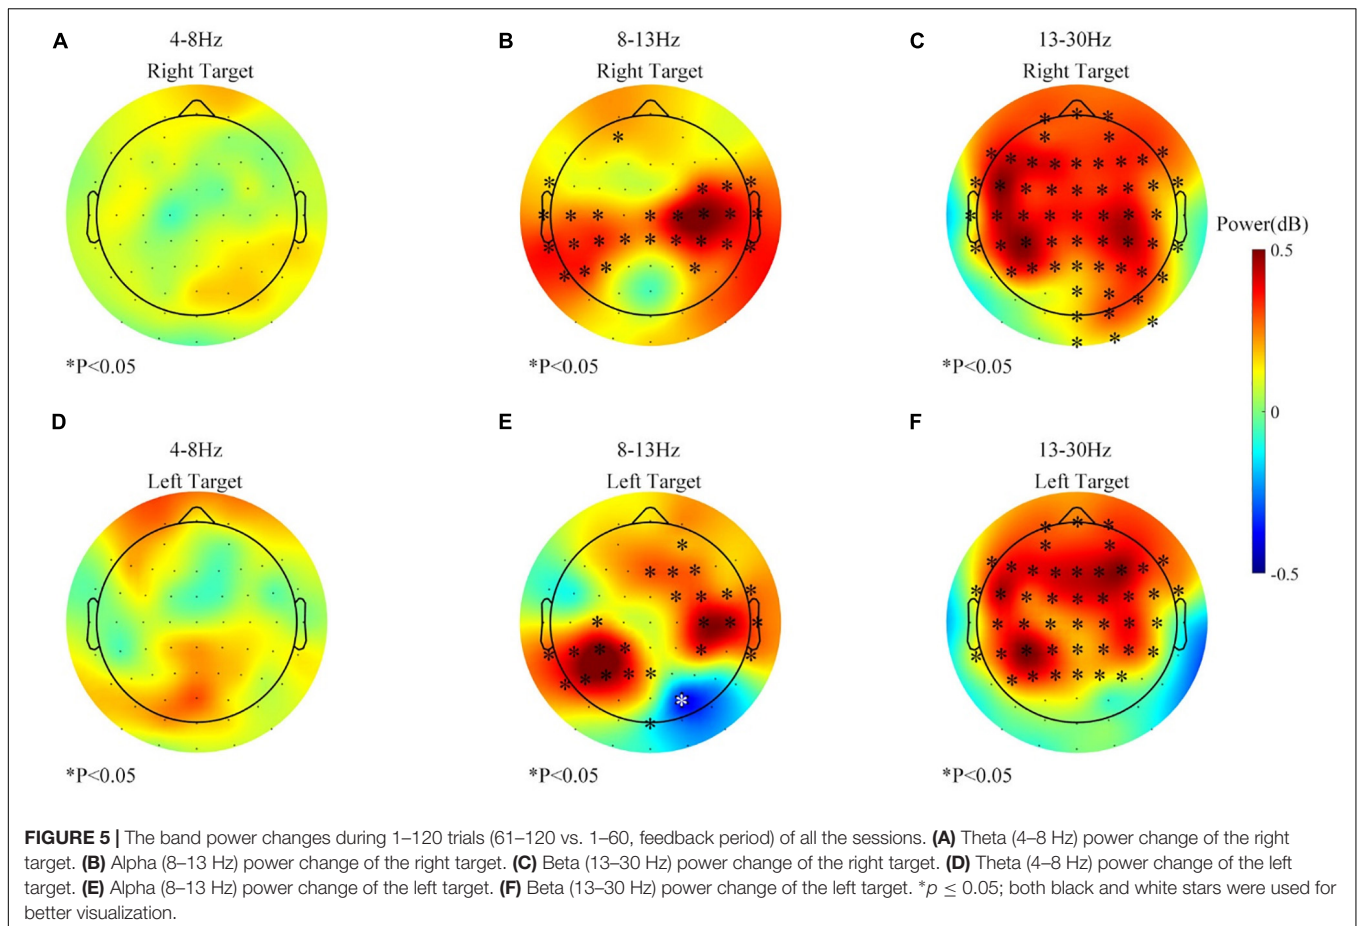 A
4-8Hz
Right Target
*P<0.05
B
8-13Hz
Right Target
*P<0.05
C
13-30Hz
Right Target
*P<0.05
Power(dB)
0.5
0
-0.5
D
4-8Hz
Left Target
*P<0.05
E
8-13Hz
Left Target
*P<0.05
F
13-30Hz
Left Target
*P<0.05
FIGURE 5 | The band power changes during 1–120 trials (61–120 vs. 1–60, feedback period) of all the sessions. (A) Theta (4–8 Hz) power change of the right
target. (B) Alpha (8–13 Hz) power change of the right target. (C) Beta (13–30 Hz) power change of the right target. (D) Theta (4–8 Hz) power change of the left
target. (E) Alpha (8–13 Hz) power change of the left target. (F) Beta (13–30 Hz) power change of the left target. *p ≤ 0.05; both black and white stars were used for
better visualization.